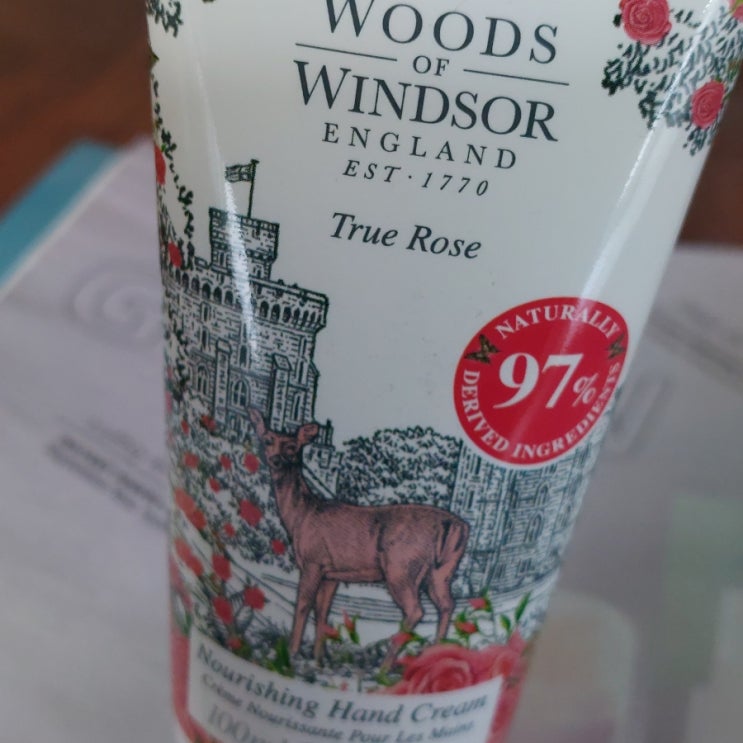 WOODS
OF
WINDSOR
ENGLAND
EST·1770
True Rose
NATURALLY
97%
DERIVED INGREDIENTS
Nourishing Hand Cream
Crème Nourissante Pour Les Mains